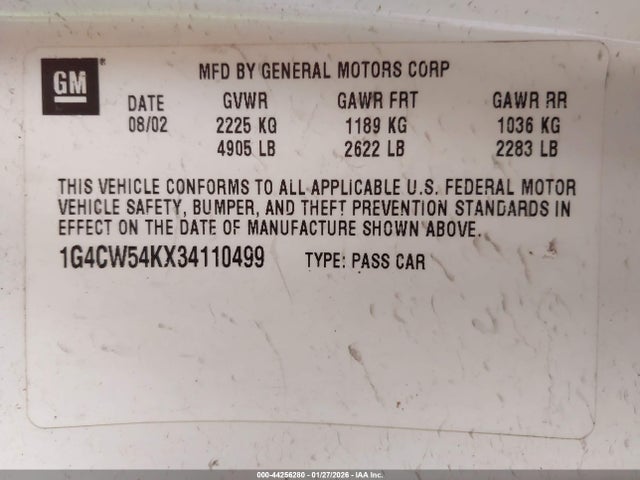 GM
MFD BY GENERAL MOTORS CORP
DATE GVWR GAWR FRT GAWR RR
08/02 2225 KG 1189 KG 1036 KG
4905 LB 2622 LB 2283 LB
THIS VEHICLE CONFORMS TO ALL APPLICABLE U.S. FEDERAL MOTOR
VEHICLE SAFETY, BUMPER, AND THEFT PREVENTION STANDARDS IN
EFFECT ON THE DATE OF MANUFACTURE SHOWN ABOVE.
1G4CW54KX34110499 TYPE: PASS CAR
000-44256280 - 01/27/2026 - IAA Inc.